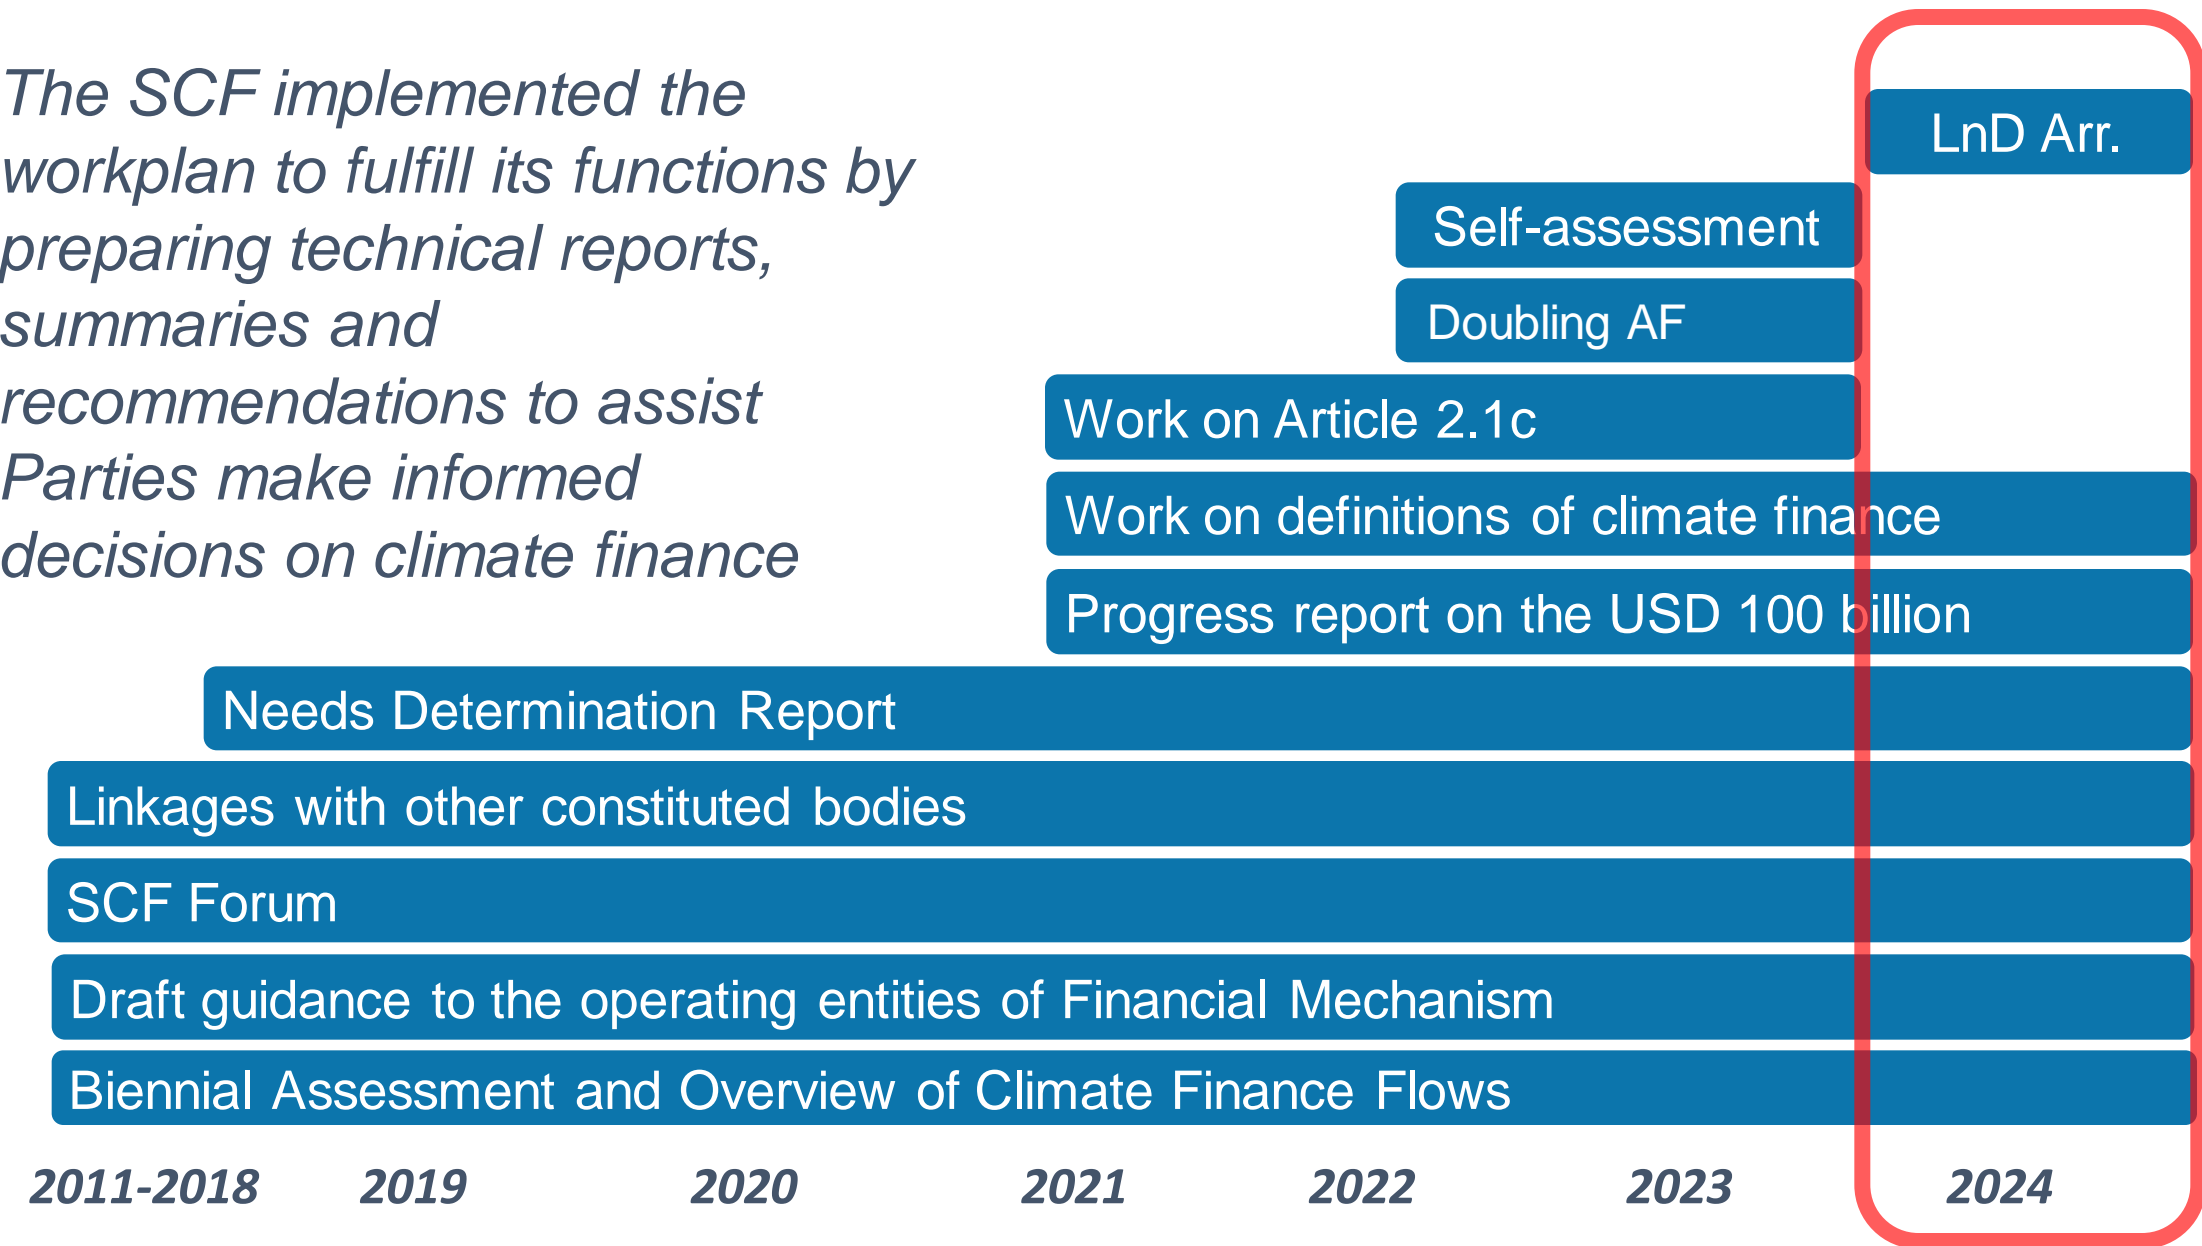 The SCF implemented the
workplan to fulfill its functions by
preparing technical reports,
summaries and
recommendations to assist
Parties make informed
decisions on climate finance
LnD Arr.
Self-assessment
Doubling AF
Work on Article 2.1c
Work on definitions of climate finance
Progress report on the USD 100 billion
Needs Determination Report
Linkages with other constituted bodies
SCF Forum
Draft guidance to the operating entities of Financial Mechanism
Biennial Assessment and Overview of Climate Finance Flows
2011-2018 2019 2020 2021 2022 2023 2024